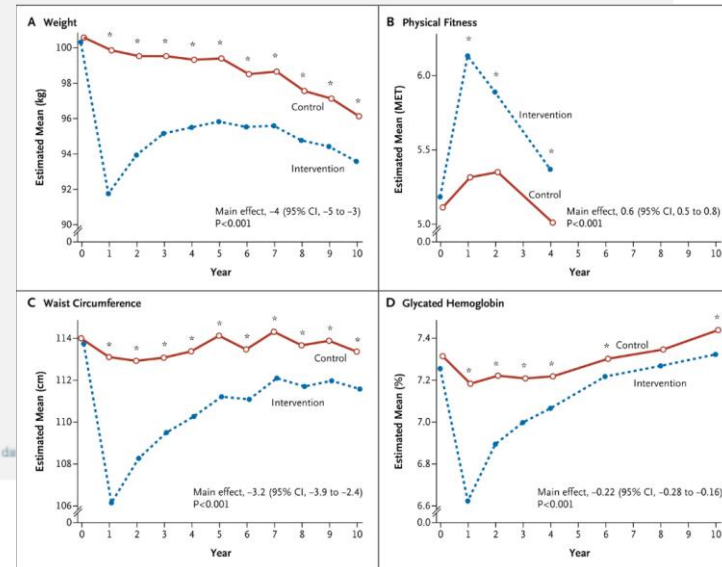 A Weight
Estimated Mean (kg)
100
98
96
94
92
90
0
Control
Intervention
Main effect, −4 (95% CI, −5 to −3)
P<0.001
0 1 2 3 4 5 6 7 8 9 10
Year
* * * * * * * * * *
B Physical Fitness
Estimated Mean (MET)
6.0
5.5
5.0
0.0
Intervention
Control
Main effect, 0.6 (95% CI, 0.5 to 0.8)
P<0.001
0 1 2 3 4 5 6 7 8 9 10
Year
* * *
C Waist Circumference
Estimated Mean (cm)
114
112
110
108
106
0
Control
Intervention
Main effect, −3.2 (95% CI, −3.9 to −2.4)
P<0.001
0 1 2 3 4 5 6 7 8 9 10
Year
* * * * * * * * * *
D Glycated Hemoglobin
Estimated Mean (%)
7.4
7.2
7.0
6.8
6.6
0.0
Control
Intervention
Main effect, −0.22 (95% CI, −0.28 to −0.16)
P<0.001
0 1 2 3 4 5 6 7 8 9 10
Year
* * * * * *